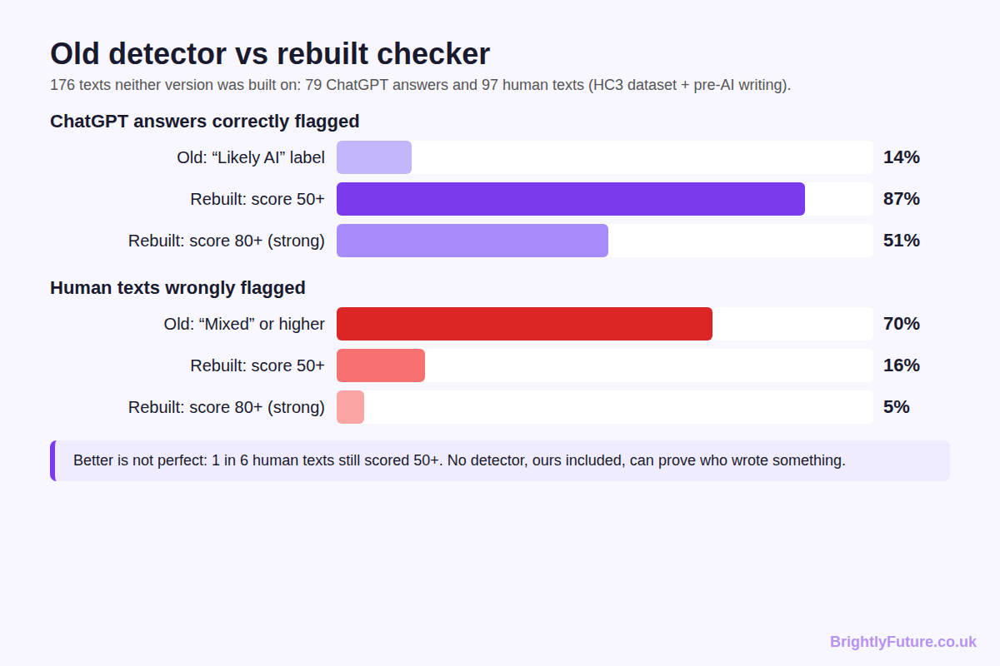 Old detector vs rebuilt checker
176 texts neither version was built on: 79 ChatGPT answers and 97 human texts (HC3 dataset + pre-AI writing).
ChatGPT answers correctly flagged
Old: “Likely AI” label 14%
Rebuilt: score 50+ 87%
Rebuilt: score 80+ (strong) 51%
Human texts wrongly flagged
Old: “Mixed” or higher 70%
Rebuilt: score 50+ 16%
Rebuilt: score 80+ (strong) 5%
Better is not perfect: 1 in 6 human texts still scored 50+. No detector, ours included, can prove who wrote something.
BrightlyFuture.co.uk